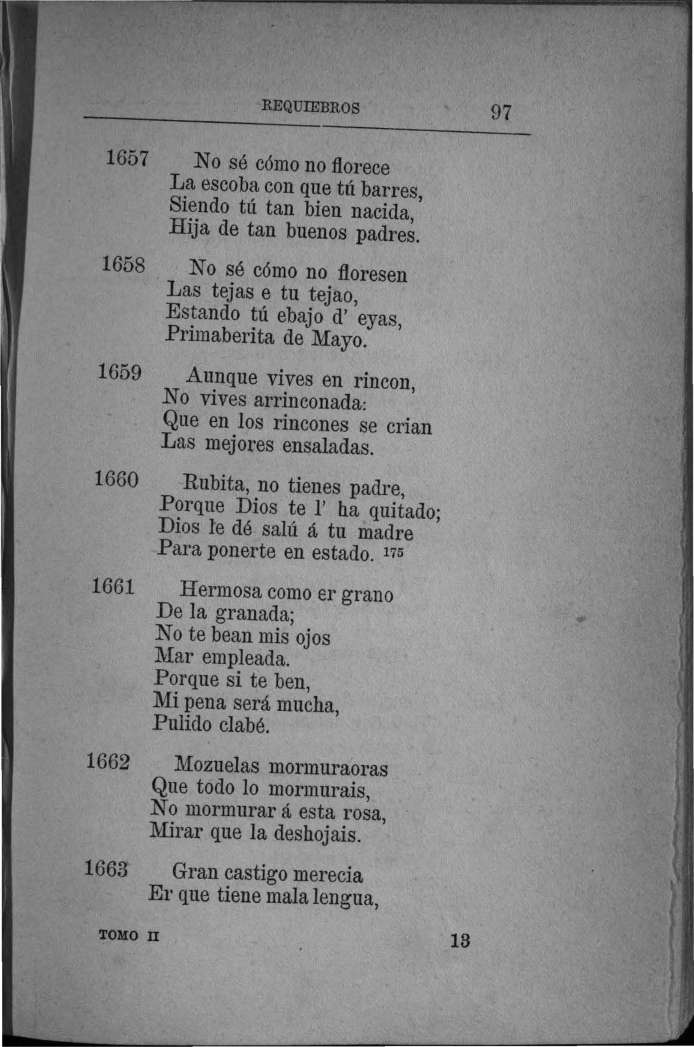 REQUIEBROS 97
1657 No sé cómo no florece
La escoba con que tú barres,
Siendo tú tan bien nacida,
Hija de tan buenos padres.
1658 No sé cómo no floresen
Las tejas e tu tejao,
Estando tú ebajo d' eyas,
Primaberita de Mayo.
1659 Aunque vives en rincon,
No vives arrinconada:
Que en los rincones se crian
Las mejores ensaladas.
1660 Rubita, no tienes padre,
Porque Dios te l' ha quitado;
Dios le dé salú á tu madre
Para ponerte en estado. 175
1661 Hermosa como er grano
De la granada;
No te bean mis ojos
Mar empleada.
Porque si te ben,
Mi pena será mucha,
Pulido clabé.
1662 Mozuelas mormuraoras
Que todo lo mormurais,
No mormurar á esta rosa,
Mirar que la deshojais.
1663 Gran castigo merecia
Er que tiene mala lengua,
TOMO II 13